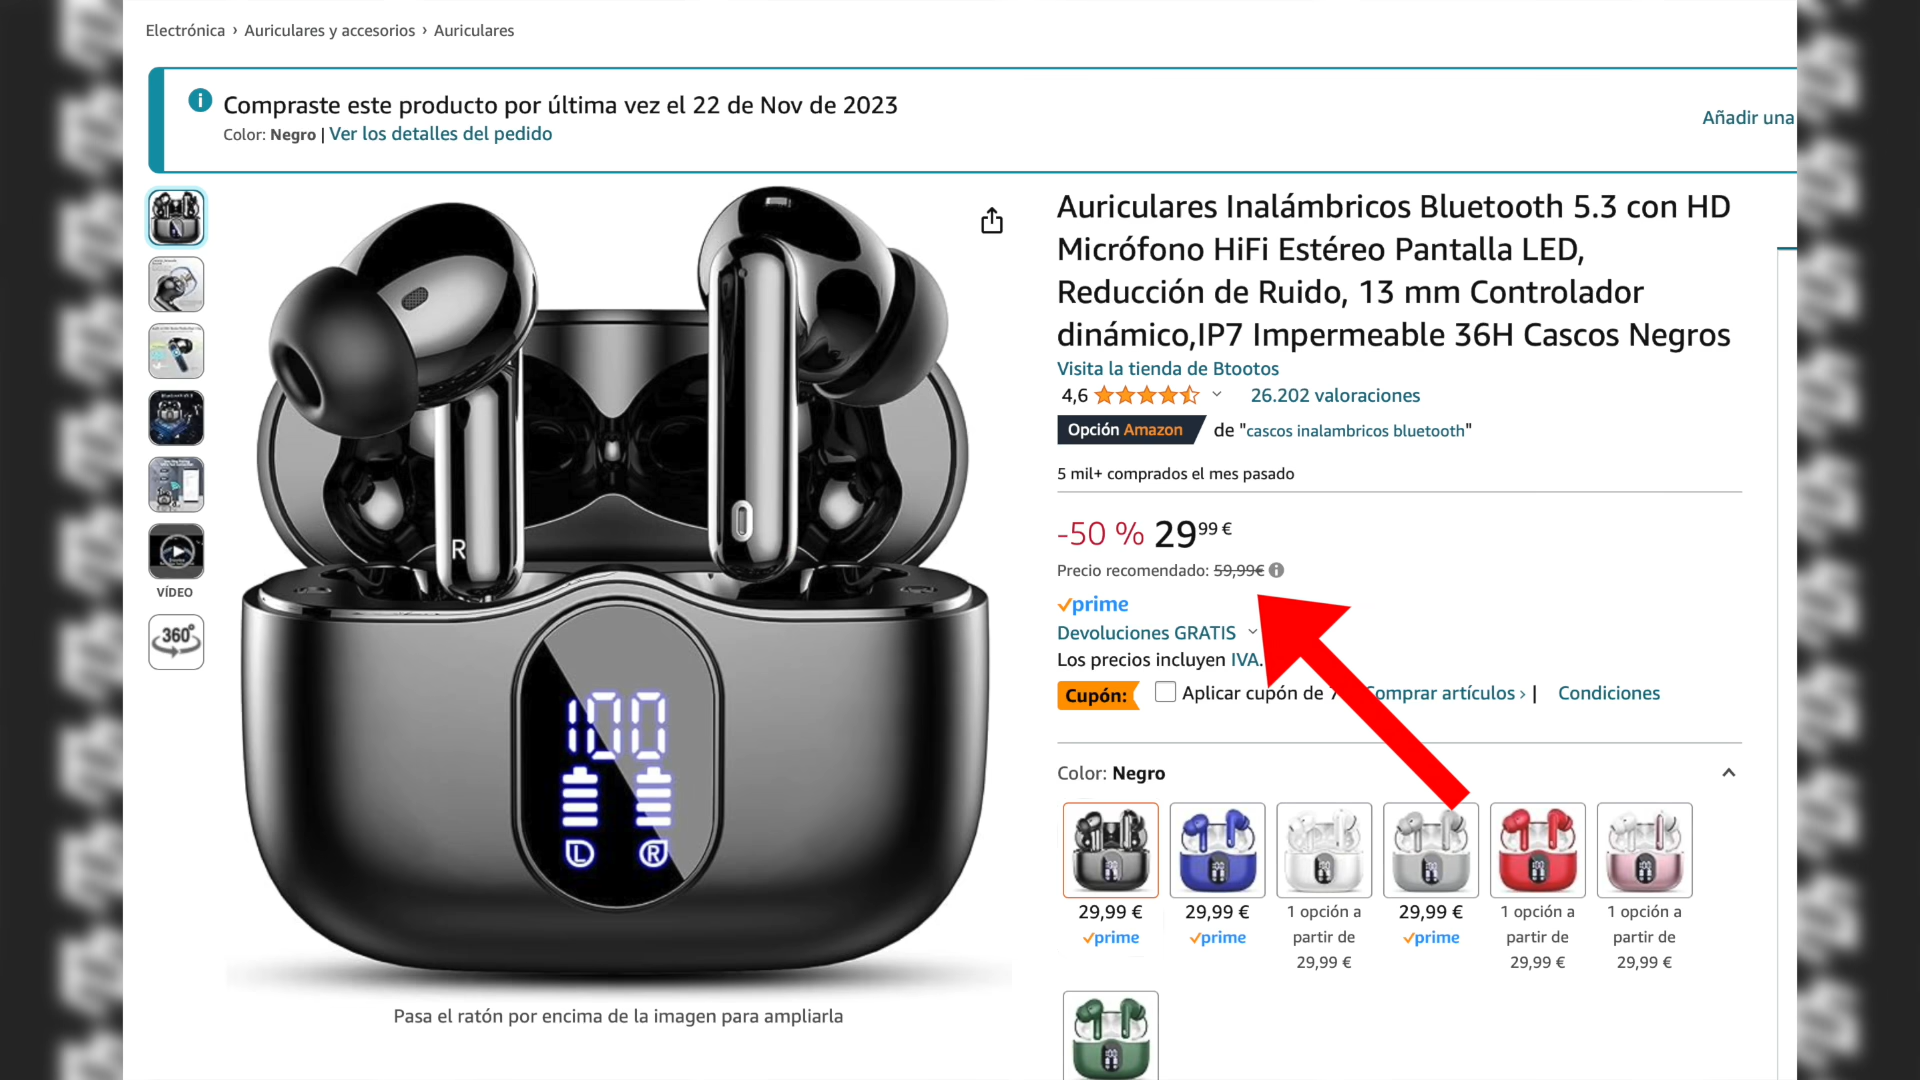 Electrónica › Auriculares y accesorios › Auriculares
Compraste este producto por última vez el 22 de Nov de 2023
Color: Negro | Ver los detalles del pedido
Añadir una
VÍDEO
360°
R
100
L R
Pasa el ratón por encima de la imagen para ampliarla
Auriculares Inalámbricos Bluetooth 5.3 con HD
Micrófono HiFi Estéreo Pantalla LED,
Reducción de Ruido, 13 mm Controlador
dinámico,IP7 Impermeable 36H Cascos Negros
Visita la tienda de Btootos
4,6 26.202 valoraciones
Opción Amazon de "cascos inalambricos bluetooth"
5 mil+ comprados el mes pasado
-50 % 29,99 €
Precio recomendado: 59,99€
prime
Devoluciones GRATIS
Los precios incluyen IVA.
Cupón: Aplicar cupón de Comprar artículos › | Condiciones
Color: Negro
29,99 € 29,99 € 1 opción a 29,99 € 1 opción a 1 opción a
prime prime partir de prime partir de partir de
29,99 € 29,99 € 29,99 €